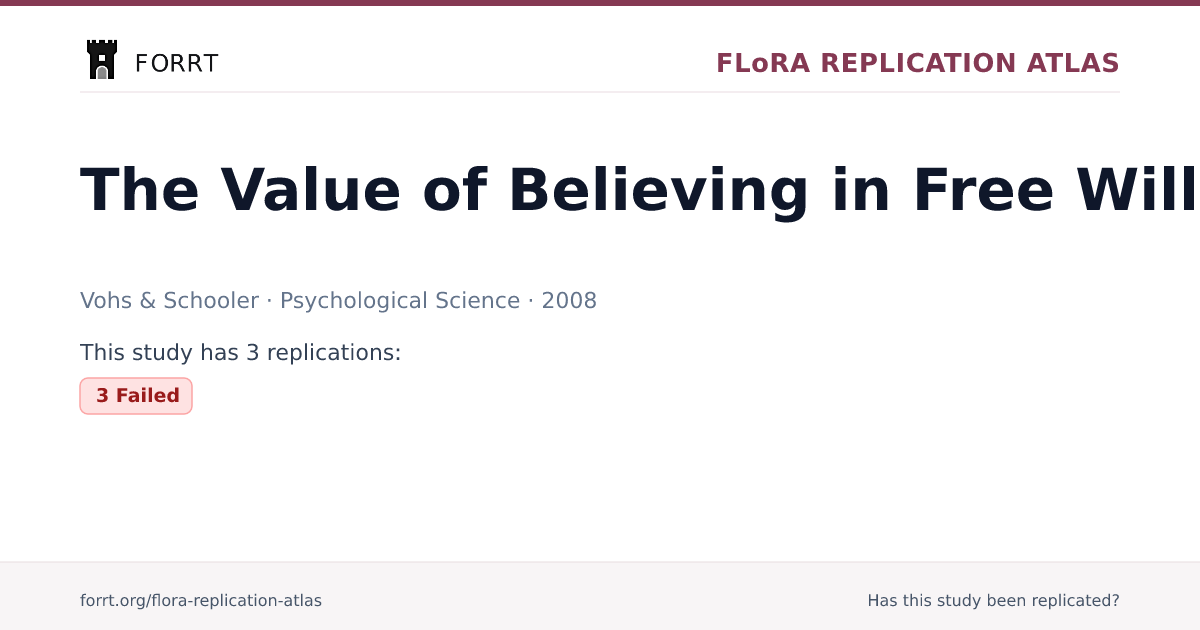 FORRT
FLoRA REPLICATION ATLAS
The Value of Believing in Free Will
Vohs & Schooler · Psychological Science · 2008
This study has 3 replications:
3 Failed
forrt.org/flora-replication-atlas
Has this study been replicated?